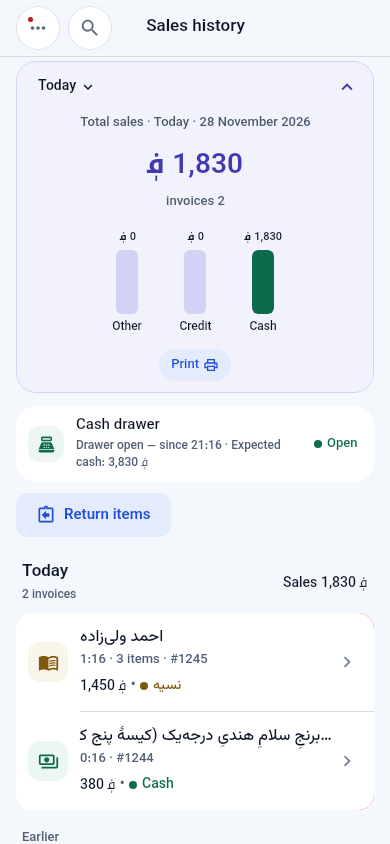 Sales history
Today
Total sales · Today · 28 November 2026
؋ 1,830
invoices 2
؋ 0
؋ 0
؋ 1,830
Other
Credit
Cash
Print
Cash drawer
Drawer open — since 21:16 · Expected
cash: 3,830 ؋
Open
Return items
Today
Sales 1,830 ؋
2 invoices
احمد ولی‌زاده
1:16 · 3 items · #1245
1,450 ؋ • نسیه
برنجِ سلامِ هندیِ درجه‌یک (کیسهٔ پنج ک...
0:16 · #1244
380 ؋ • Cash
Earlier